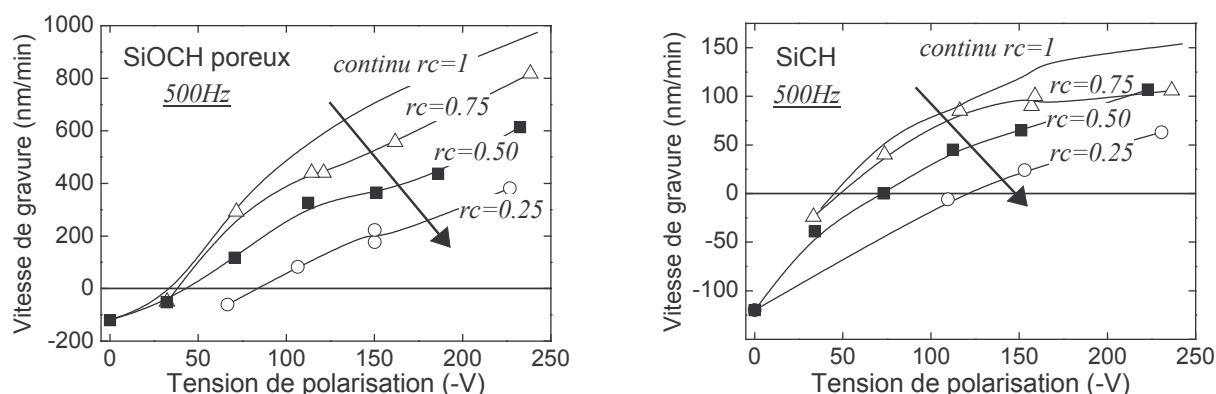 Vitesse de gravure (nm/min)
1000
800
600
400
200
0
-200
SiOCH poreux
500Hz
continu rc=1
rc=0.75
rc=0.50
rc=0.25
0 50 100 150 200 250
Tension de polarisation (-V)
Vitesse de gravure (nm/min)
150
100
50
0
-50
-100
SiCH
500Hz
continu rc=1
rc=0.75
rc=0.50
rc=0.25
0 50 100 150 200 250
Tension de polarisation (-V)